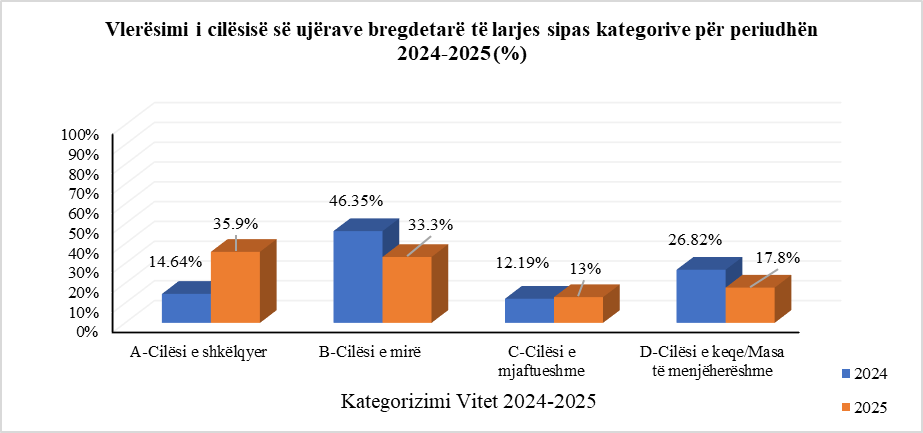 Vlerësimi i cilësisë së ujërave bregdetarë të larjes sipas kategorive për periudhën
2024-2025 (%)
100%
90%
80%
70%
60%
50%
40%
30%
20%
10%
0%
14.64%
35.9%
46.35%
33.3%
12.19%
13%
26.82%
17.8%
A-Cilësi e shkëlqyer
B-Cilësi e mirë
C-Cilësi e
mjaftueshme
D-Cilësi e keqe/Masa
të menjëherëshme
Kategorizimi Vitet 2024-2025
2024
2025